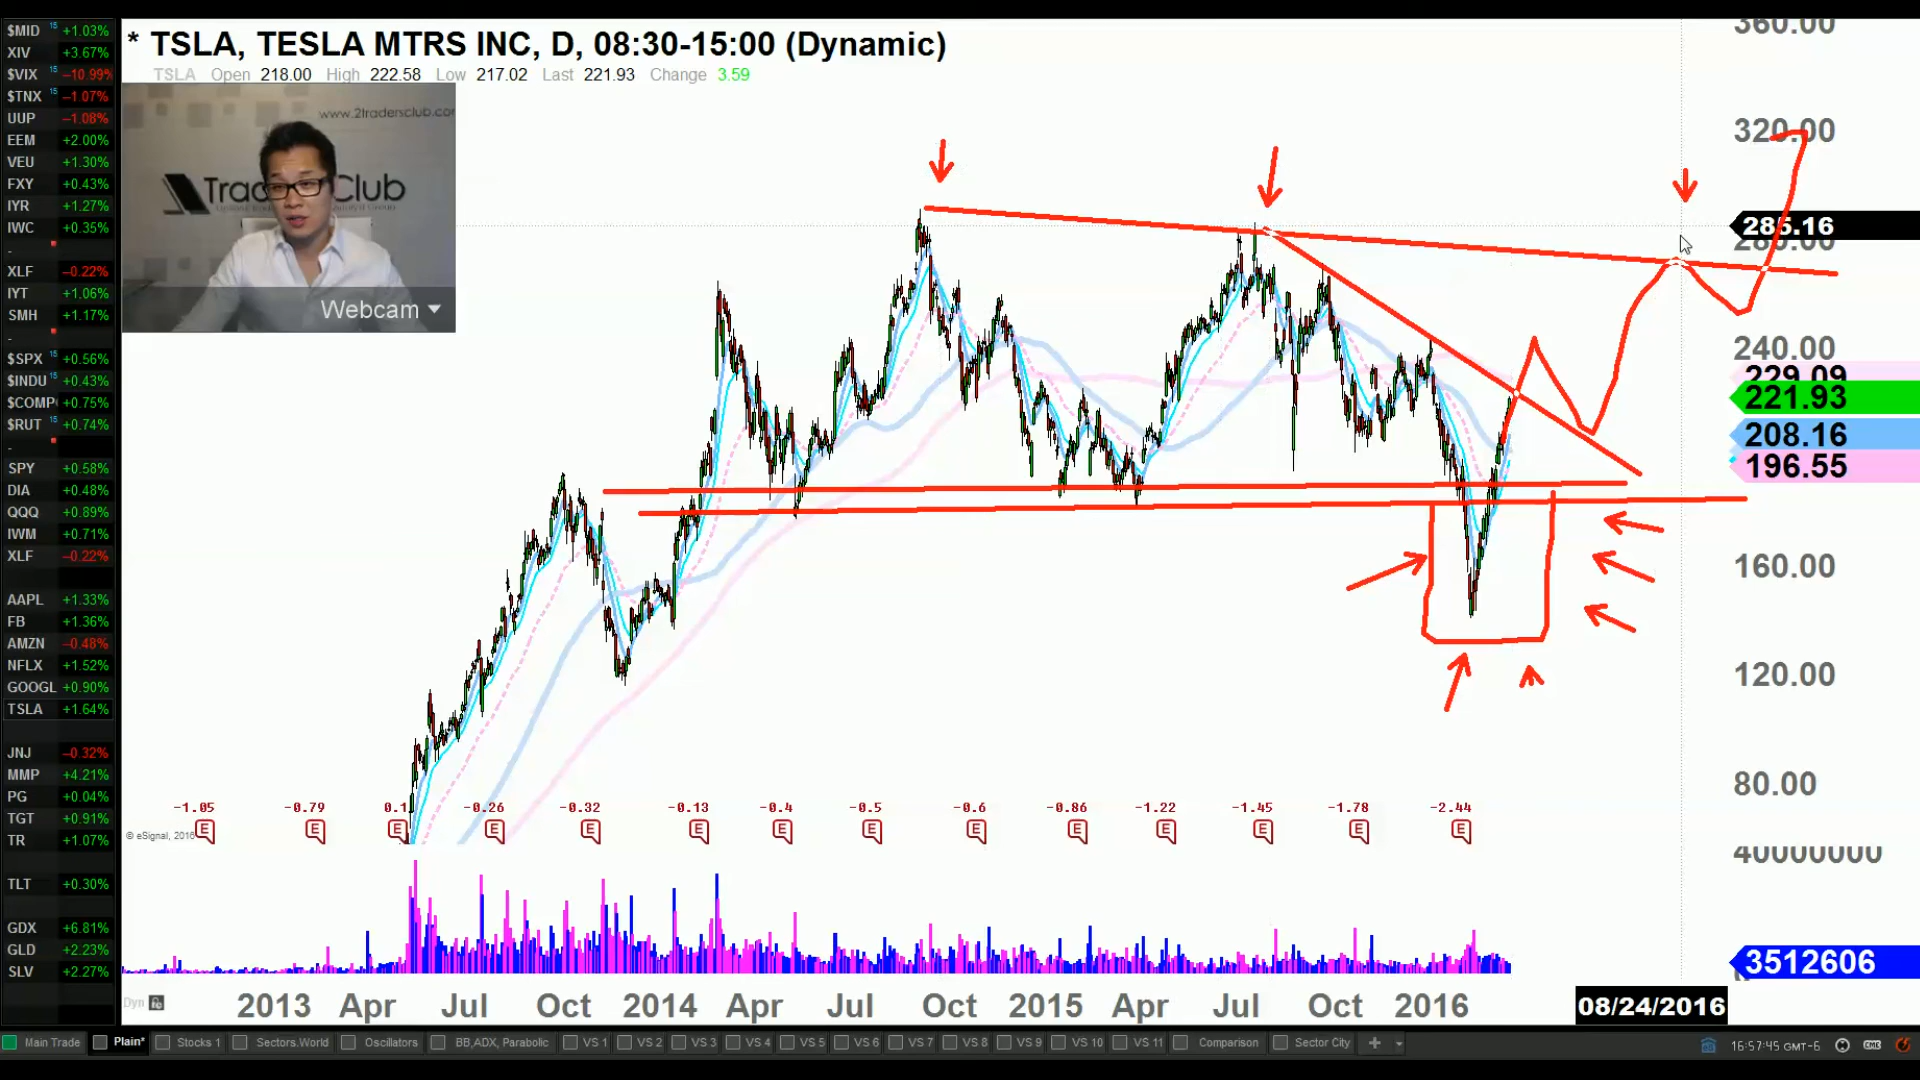 * TSLA, TESLA MTRS INC, D, 08:30-15:00 (Dynamic)
TSLA Open 218.00 High 222.58 Low 217.02 Last 221.93 Change 3.59
www.2tradersclub.com
Webcam
$MID 15 +1.03%
XIV +3.67%
$VIX 15 -10.99%
$TNX 15 -1.07%
UUP -1.08%
EEM +2.00%
VEU +1.30%
FXY +0.43%
IYR +1.27%
IWC +0.35%
-
XLF -0.22%
IYT +1.06%
SMH +1.17%
-
$SPX 15 +0.56%
$INDU 15 +0.43%
$COMP +0.75%
$RUT 15 +0.74%
-
SPY +0.58%
DIA +0.48%
QQQ +0.89%
IWM +0.71%
XLF -0.22%
AAPL +1.33%
FB +1.36%
AMZN -0.48%
NFLX +1.52%
GOOGL +0.90%
TSLA +1.64%
JNJ -0.32%
MMP +4.21%
PG +0.04%
TGT +0.91%
TR +1.07%
TLT +0.30%
GDX +6.81%
GLD +2.23%
SLV +2.27%
360.00
320.00
285.16
280.00
240.00
229.09
221.93
208.16
196.55
160.00
120.00
80.00
40000000
3512606
-1.05 -0.79 0.1 -0.26 -0.32 -0.13 -0.4 -0.5 -0.6 -0.86 -1.22 -1.45 -1.78 -2.44
E E E E E E E E E E E E E E
© eSignal, 2016
Dyn 2013 Apr Jul Oct 2014 Apr Jul Oct 2015 Apr Jul Oct 2016 08/24/2016
Main Trade Plain* Stocks 1 Sectors.World Oscillators BB,ADX, Parabolic VS 1 VS 2 VS 3 VS 4 VS 5 VS 6 VS 7 VS 8 VS 9 VS 10 VS 11 Comparison Sector City + 16:57:45 GMT-6